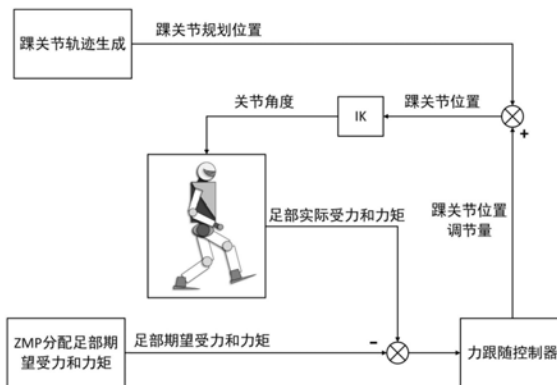 踝关节轨迹生成
踝关节规划位置
+
关节角度
IK
踝关节位置
足部实际受力和力矩
踝关节位置
调节量
ZMP分配足部期
望受力和力矩
足部期望受力和力矩
-
力跟随控制器